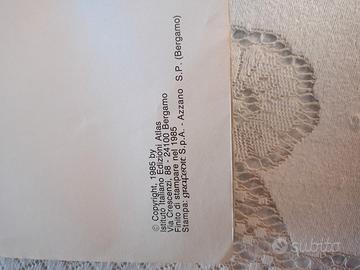 © Copyright, 1985 by
Istituto Italiano Edizioni Atlas
Via Crescenzi, 88 - 24100 Bergamo
Finito di stampare nel 1985
Stampa: S.p.A. - Azzano S.P. (Bergamo)
subito